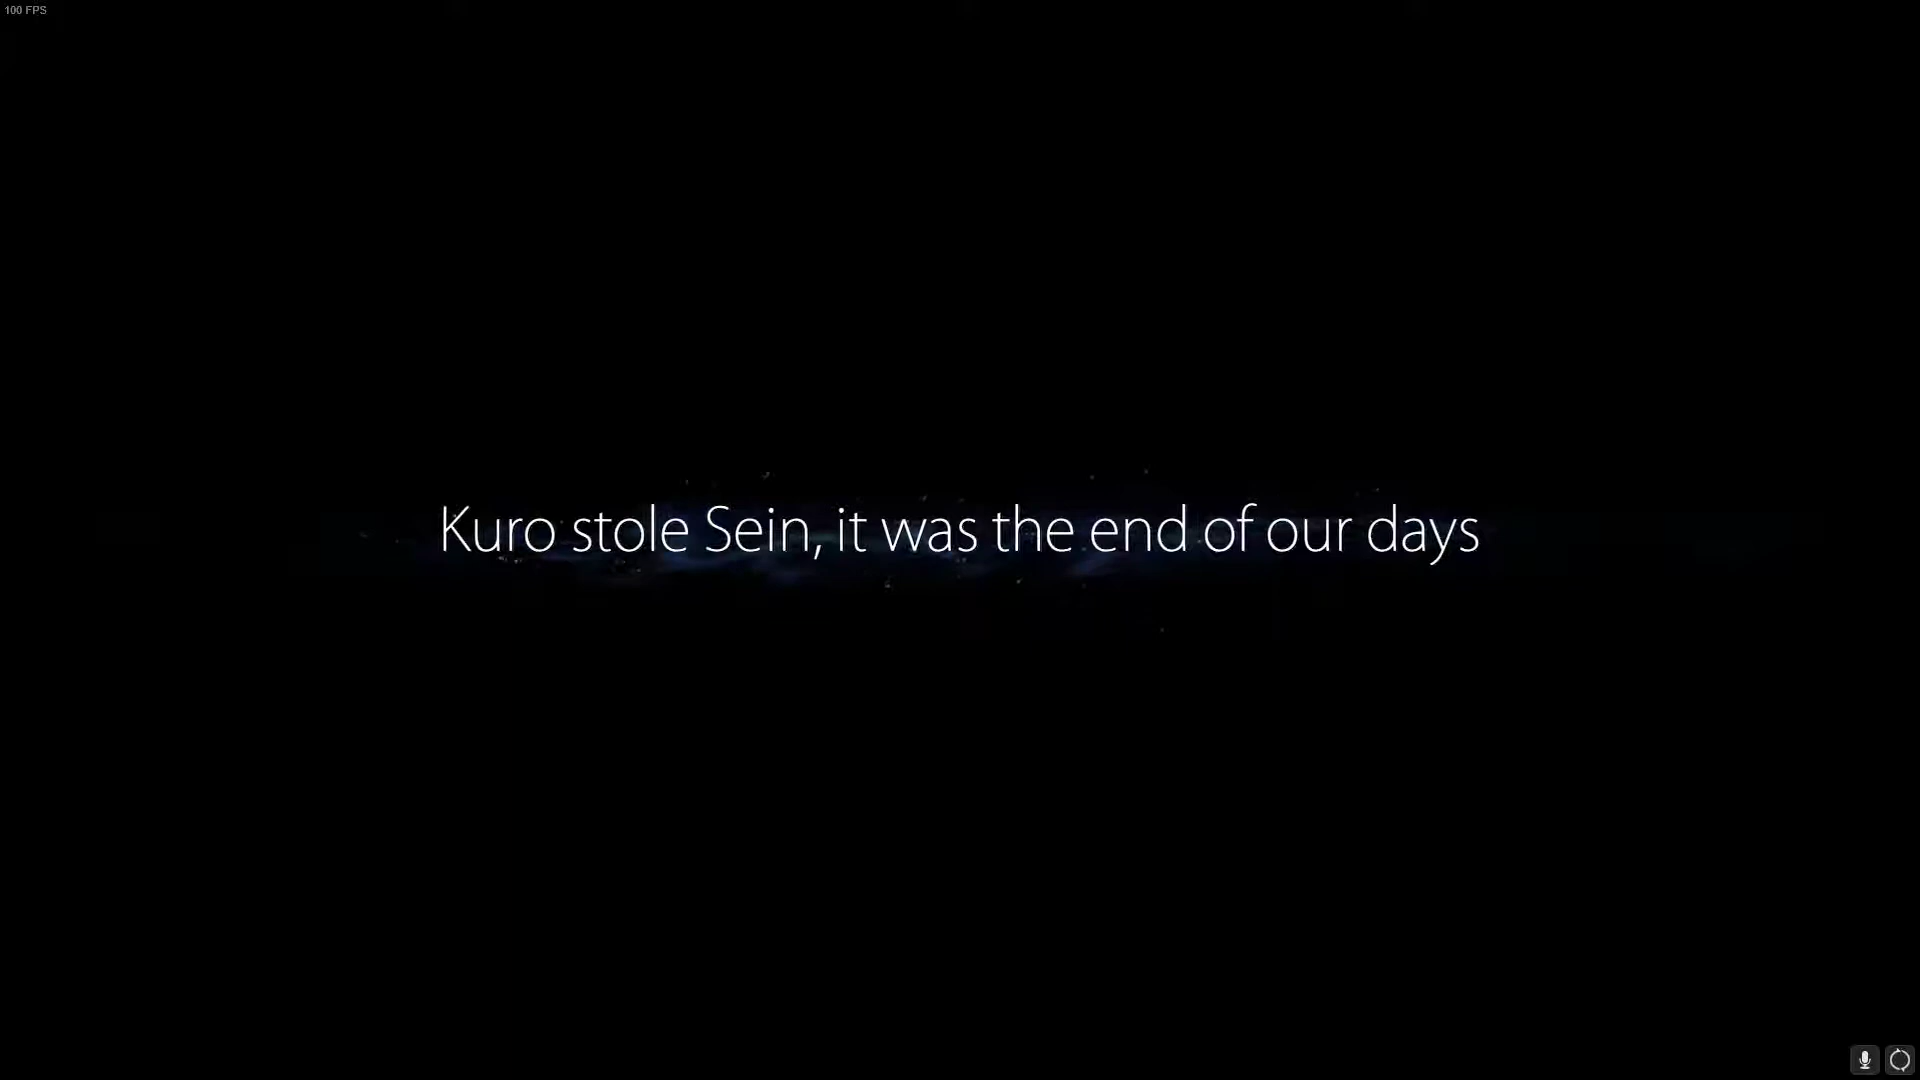 100 FPS
Kuro stole Sein, it was the end of our days